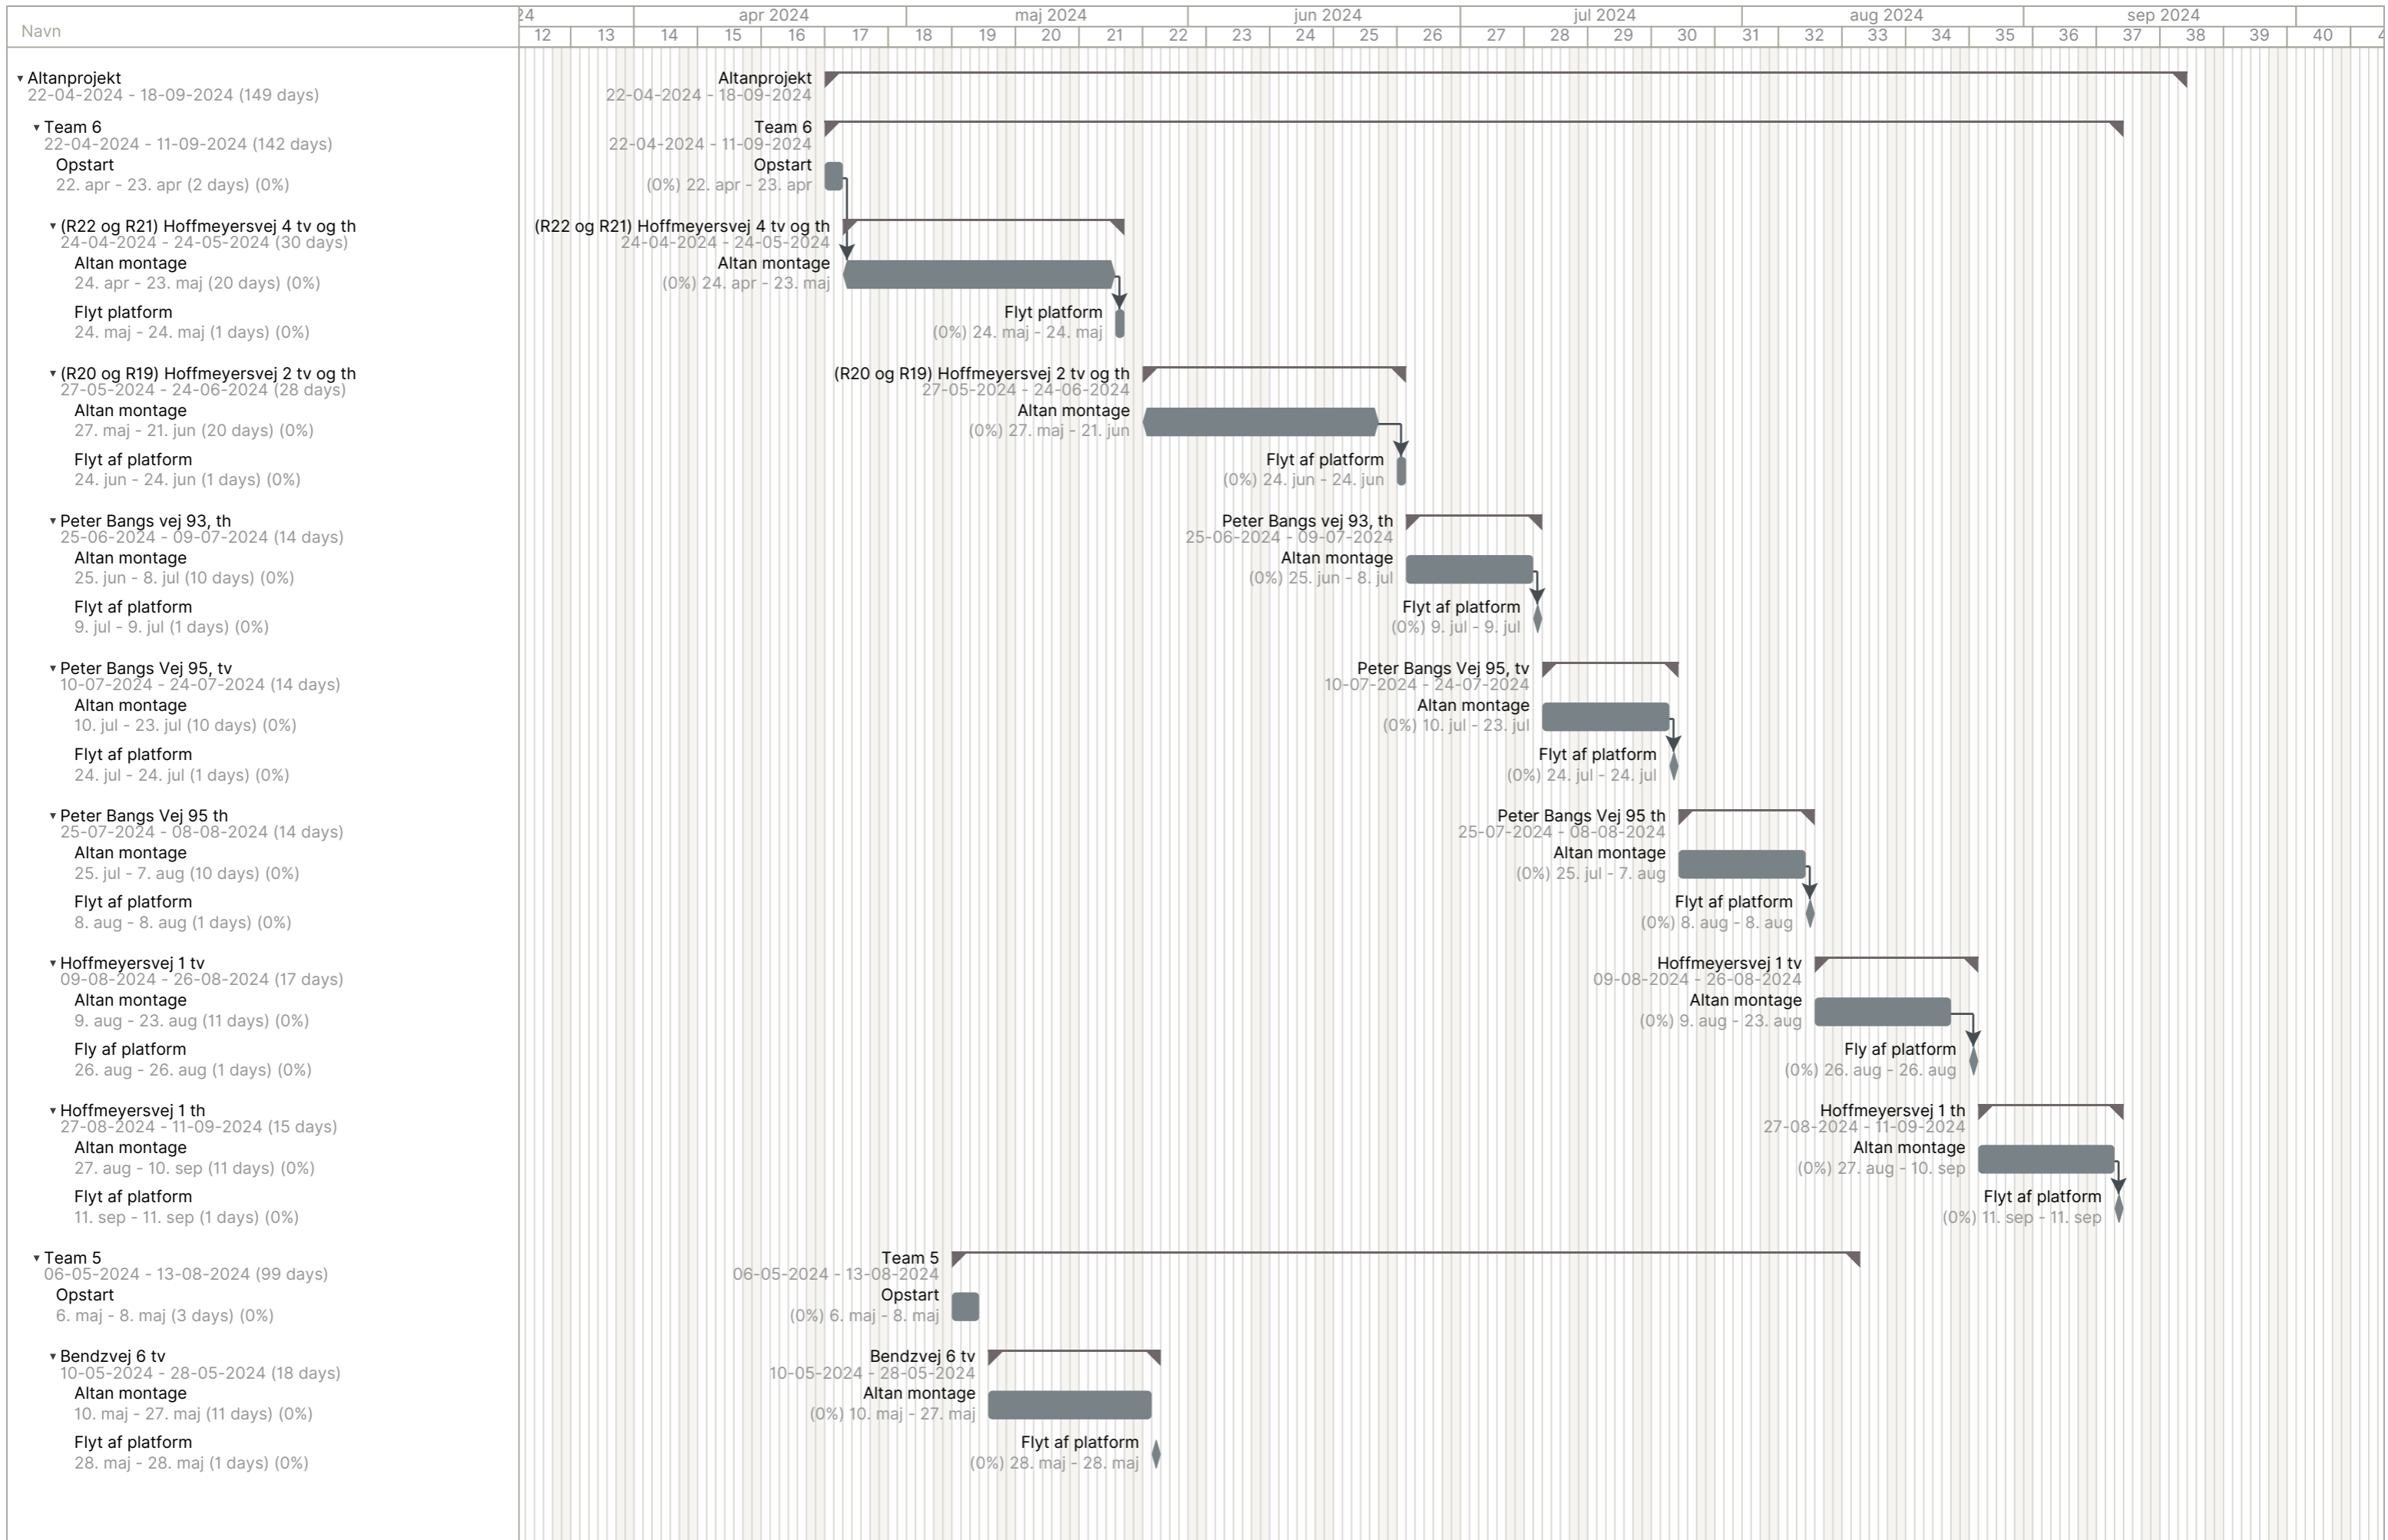 Navn
24 apr 2024 maj 2024 jun 2024 jul 2024 aug 2024 sep 2024
12 13 14 15 16 17 18 19 20 21 22 23 24 25 26 27 28 29 30 31 32 33 34 35 36 37 38 39 40
Altanprojekt
22-04-2024 - 18-09-2024 (149 days)
Altanprojekt
22-04-2024 - 18-09-2024
Team 6
22-04-2024 - 11-09-2024 (142 days)
Team 6
22-04-2024 - 11-09-2024
Opstart
22. apr - 23. apr (2 days) (0%)
Opstart
(0%) 22. apr - 23. apr
(R22 og R21) Hoffmeyersvej 4 tv og th
24-04-2024 - 24-05-2024 (30 days)
(R22 og R21) Hoffmeyersvej 4 tv og th
24-04-2024 - 24-05-2024
Altan montage
24. apr - 23. maj (20 days) (0%)
Altan montage
(0%) 24. apr - 23. maj
Flyt platform
24. maj - 24. maj (1 days) (0%)
Flyt platform
(0%) 24. maj - 24. maj
(R20 og R19) Hoffmeyersvej 2 tv og th
27-05-2024 - 24-06-2024 (28 days)
(R20 og R19) Hoffmeyersvej 2 tv og th
27-05-2024 - 24-06-2024
Altan montage
27. maj - 21. jun (20 days) (0%)
Altan montage
(0%) 27. maj - 21. jun
Flyt af platform
24. jun - 24. jun (1 days) (0%)
Flyt af platform
(0%) 24. jun - 24. jun
Peter Bangs vej 93, th
25-06-2024 - 09-07-2024 (14 days)
Peter Bangs vej 93, th
25-06-2024 - 09-07-2024
Altan montage
25. jun - 8. jul (10 days) (0%)
Altan montage
(0%) 25. jun - 8. jul
Flyt af platform
9. jul - 9. jul (1 days) (0%)
Flyt af platform
(0%) 9. jul - 9. jul
Peter Bangs Vej 95, tv
10-07-2024 - 24-07-2024 (14 days)
Peter Bangs Vej 95, tv
10-07-2024 - 24-07-2024
Altan montage
10. jul - 23. jul (10 days) (0%)
Altan montage
(0%) 10. jul - 23. jul
Flyt af platform
24. jul - 24. jul (1 days) (0%)
Flyt af platform
(0%) 24. jul - 24. jul
Peter Bangs Vej 95 th
25-07-2024 - 08-08-2024 (14 days)
Peter Bangs Vej 95 th
25-07-2024 - 08-08-2024
Altan montage
25. jul - 7. aug (10 days) (0%)
Altan montage
(0%) 25. jul - 7. aug
Flyt af platform
8. aug - 8. aug (1 days) (0%)
Flyt af platform
(0%) 8. aug - 8. aug
Hoffmeyersvej 1 tv
09-08-2024 - 26-08-2024 (17 days)
Hoffmeyersvej 1 tv
09-08-2024 - 26-08-2024
Altan montage
9. aug - 23. aug (11 days) (0%)
Altan montage
(0%) 9. aug - 23. aug
Fly af platform
26. aug - 26. aug (1 days) (0%)
Fly af platform
(0%) 26. aug - 26. aug
Hoffmeyersvej 1 th
27-08-2024 - 11-09-2024 (15 days)
Hoffmeyersvej 1 th
27-08-2024 - 11-09-2024
Altan montage
27. aug - 10. sep (11 days) (0%)
Altan montage
(0%) 27. aug - 10. sep
Flyt af platform
11. sep - 11. sep (1 days) (0%)
Flyt af platform
(0%) 11. sep - 11. sep
Team 5
06-05-2024 - 13-08-2024 (99 days)
Team 5
06-05-2024 - 13-08-2024
Opstart
6. maj - 8. maj (3 days) (0%)
Opstart
(0%) 6. maj - 8. maj
Bendzvej 6 tv
10-05-2024 - 28-05-2024 (18 days)
Bendzvej 6 tv
10-05-2024 - 28-05-2024
Altan montage
10. maj - 27. maj (11 days) (0%)
Altan montage
(0%) 10. maj - 27. maj
Flyt af platform
28. maj - 28. maj (1 days) (0%)
Flyt af platform
(0%) 28. maj - 28. maj